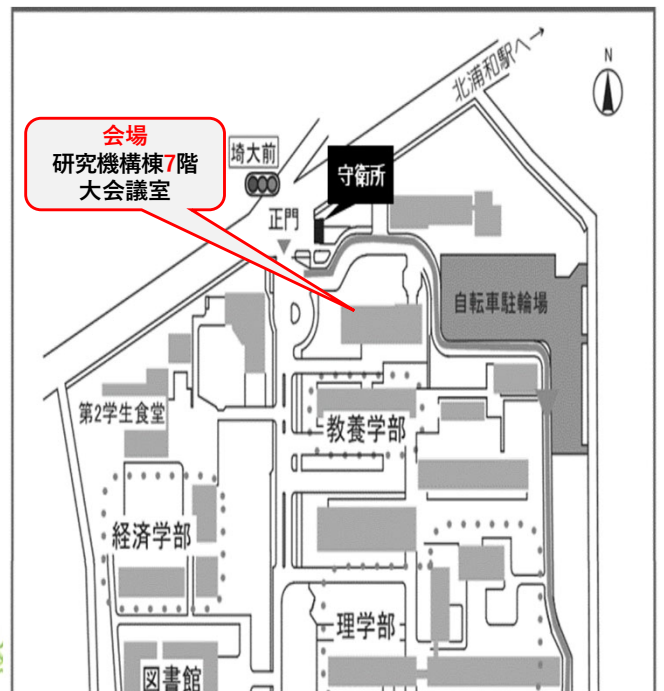 北浦和駅へ
N
会場
研究機構棟7階
大会議室
埼大前
守衛所
正門
自転車駐輪場
第2学生食堂
教養学部
経済学部
理学部
図書館